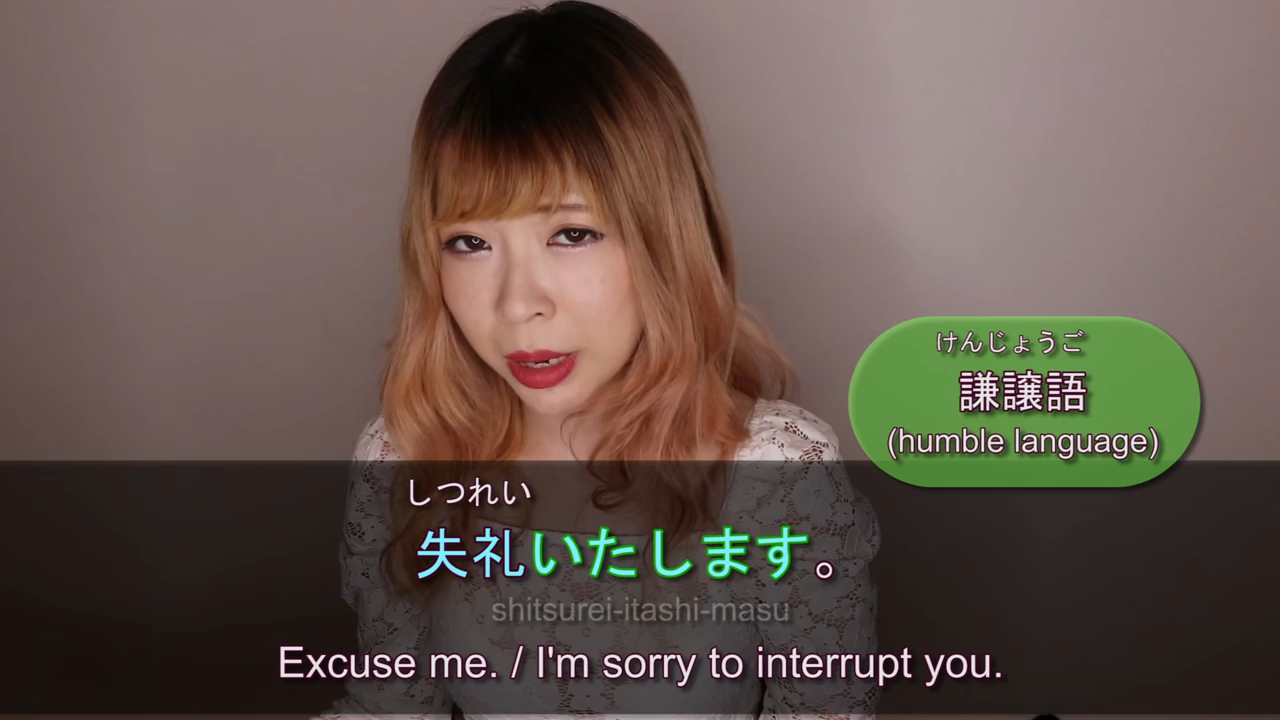 けんじょうご
謙譲語
(humble language)
しつれい
失礼いたします。
shitsurei-itashi-masu
Excuse me. / I'm sorry to interrupt you.